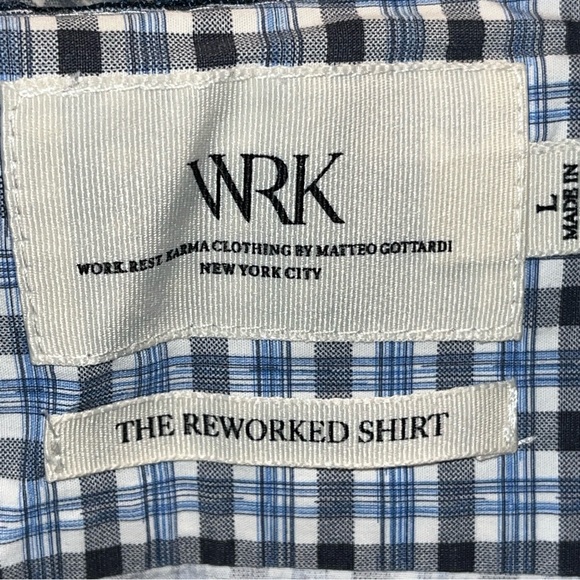 WRK
WORK.REST KARMA CLOTHING BY MATTEO GOTTARDI
NEW YORK CITY
L
MADE IN
THE REWORKED SHIRT